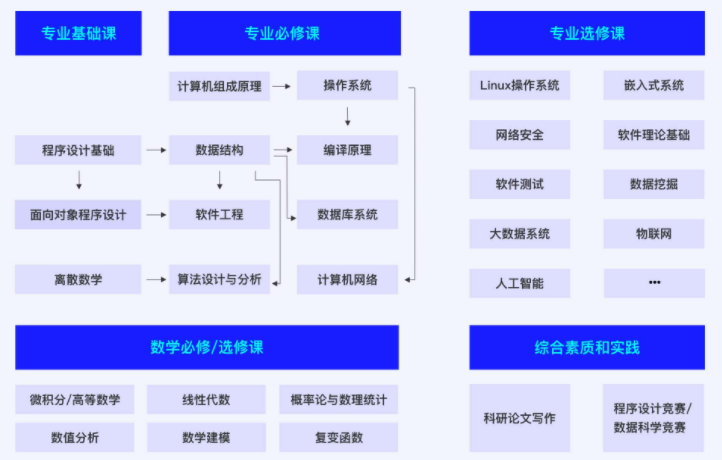 专业基础课
专业必修课
专业选修课
计算机组成原理
操作系统
Linux操作系统
嵌入式系统
程序设计基础
数据结构
编译原理
网络安全
软件理论基础
软件测试
数据挖掘
面向对象程序设计
软件工程
数据库系统
大数据系统
物联网
离散数学
算法设计与分析
计算机网络
人工智能
•••
数学必修/选修课
综合素质和实践
微积分/高等数学
线性代数
概率论与数理统计
科研论文写作
程序设计竞赛/
数据科学竞赛
数值分析
数学建模
复变函数